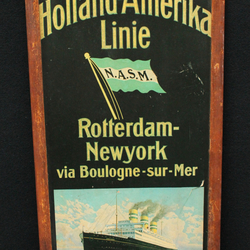 Holland-Amerika
Linie
N.A.S.M.
Rotterdam-
Newyork
via Boulogne-sur-Mer